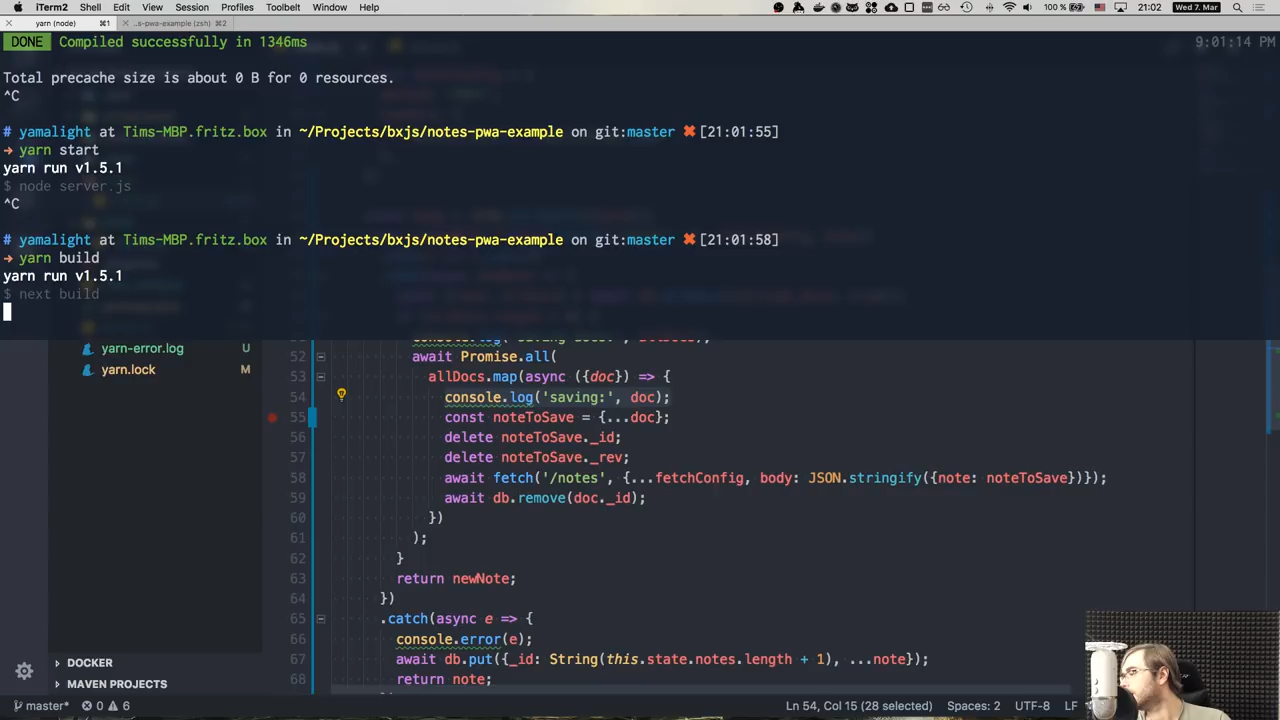 iTerm2 Shell Edit View Session Profiles Toolbelt Window Help 100 % 21:02 Wed 7. Mar
yarn (node) ⌘1 ..s-pwa-example (zsh) ⌘2
DONE Compiled successfully in 1346ms 9:01:14 PM
Total precache size is about 0 B for 0 resources.
^C
# yamalight at Tims-MBP.fritz.box in ~/Projects/bxjs/notes-pwa-example on git:master ✖ [21:01:55]
→ yarn start
yarn run v1.5.1
$ node server.js
^C
# yamalight at Tims-MBP.fritz.box in ~/Projects/bxjs/notes-pwa-example on git:master ✖ [21:01:58]
→ yarn build
yarn run v1.5.1
$ next build
yarn-error.log U
yarn.lock M
52 await Promise.all(
53 allDocs.map(async ({doc}) => {
54 console.log('saving:', doc);
55 const noteToSave = {...doc};
56 delete noteToSave._id;
57 delete noteToSave._rev;
58 await fetch('/notes', {...fetchConfig, body: JSON.stringify({note: noteToSave})});
59 await db.remove(doc._id);
60 })
61 );
62 }
63 return newNote;
64 })
65 .catch(async e => {
66 console.error(e);
67 await db.put({_id: String(this.state.notes.length + 1), ...note});
68 return note;
DOCKER
MAVEN PROJECTS
master* 0 6 Ln 54, Col 15 (28 selected) Spaces: 2 UTF-8 LF